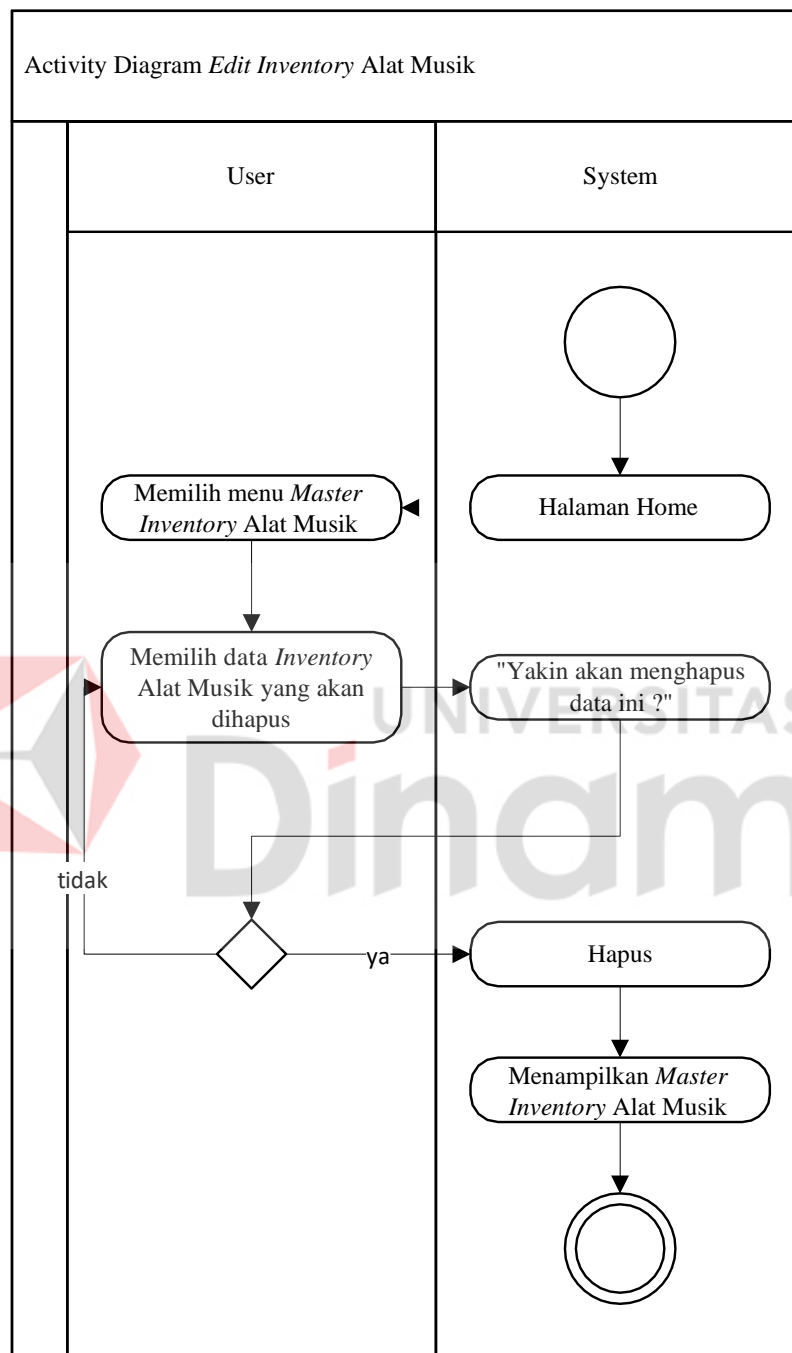 Activity Diagram Edit Inventory Alat Musik
User
System
Memilih menu Master
Inventory Alat Musik
Halaman Home
Memilih data Inventory
Alat Musik yang akan
dihapus
"Yakin akan menghapus
data ini ?"
UNIVERSITAS
Dinam
tidak
ya
Hapus
Menampilkan Master
Inventory Alat Musik